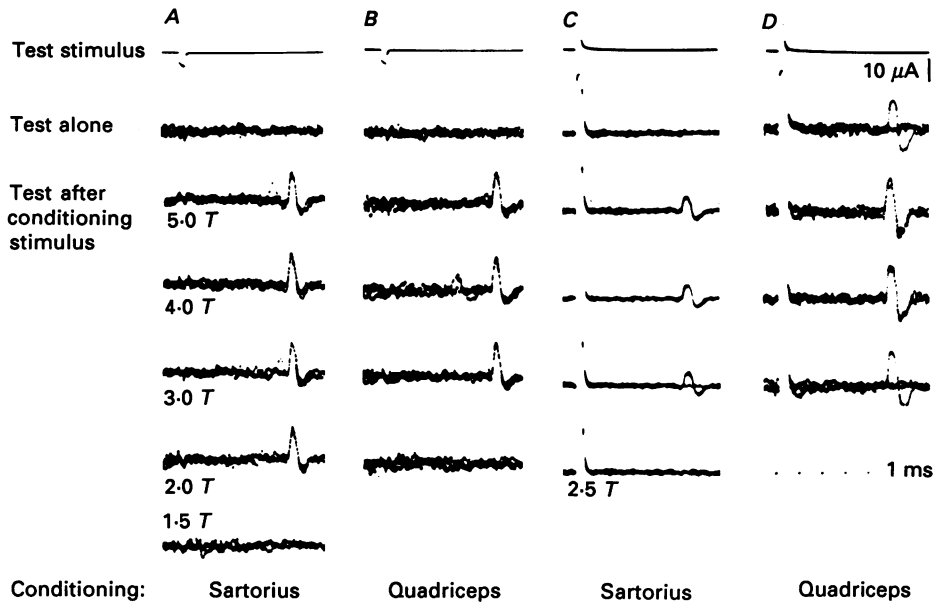 A B C D
Test stimulus
10 µA
Test alone
Test after
conditioning
stimulus
5·0 T
4·0 T
3·0 T
2·0 T
2·5 T
1 ms
1·5 T
Conditioning: Sartorius Quadriceps Sartorius Quadriceps